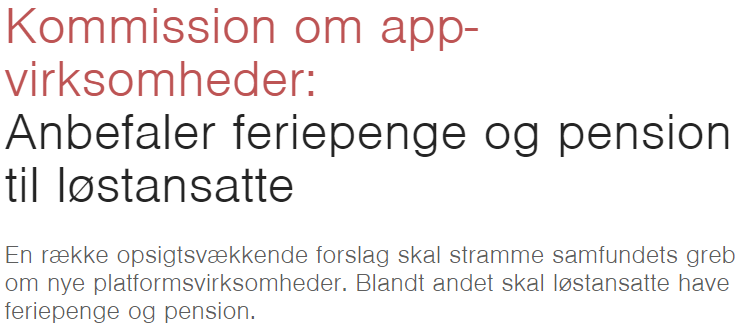 Kommission om app-
virksomheder:
Anbefaler feriepenge og pension
til løstansatte
En række opsigtsvækkende forslag skal stramme samfundets greb
om nye platformsvirksomheder. Blandt andet skal løstansatte have
feriepenge og pension.